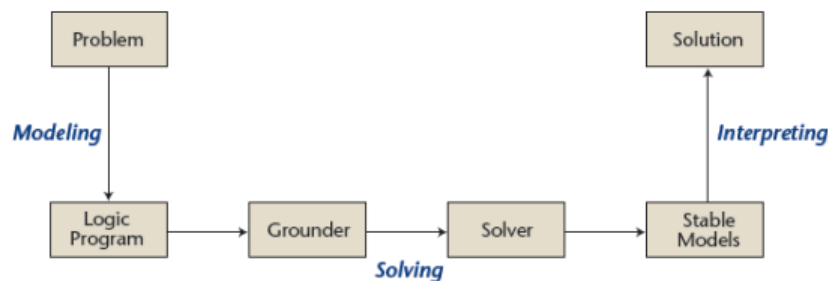 Problem
Solution
Modeling
Interpreting
Logic
Program
Grounder
Solver
Stable
Models
Solving